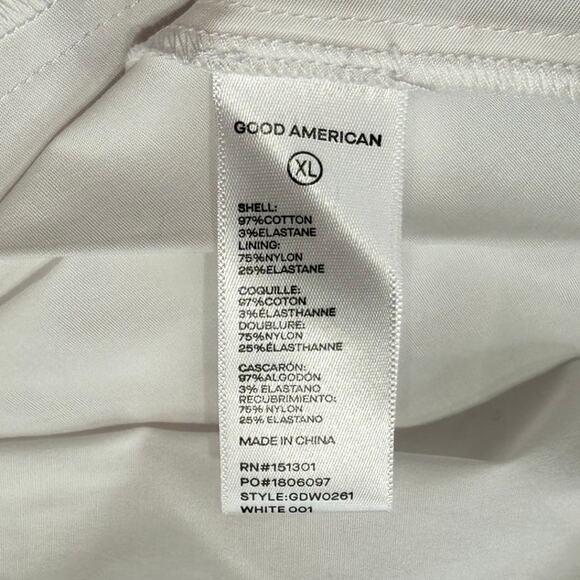 GOOD AMERICAN
XL
SHELL:
97%COTTON
3%ELASTANE
LINING:
75%NYLON
25%ELASTANE
COQUILLE:
97%COTON
3%ÉLASTHANNE
DOUBLURE:
75%NYLON
25%ÉLASTHANNE
CASCARÓN:
97%ALGODÓN
3% ELASTANO
RECUBRIMIENTO:
75% NYLON
25% ELASTANO
MADE IN CHINA
RN#151301
PO#1806097
STYLE:GDW0261
WHITE 001